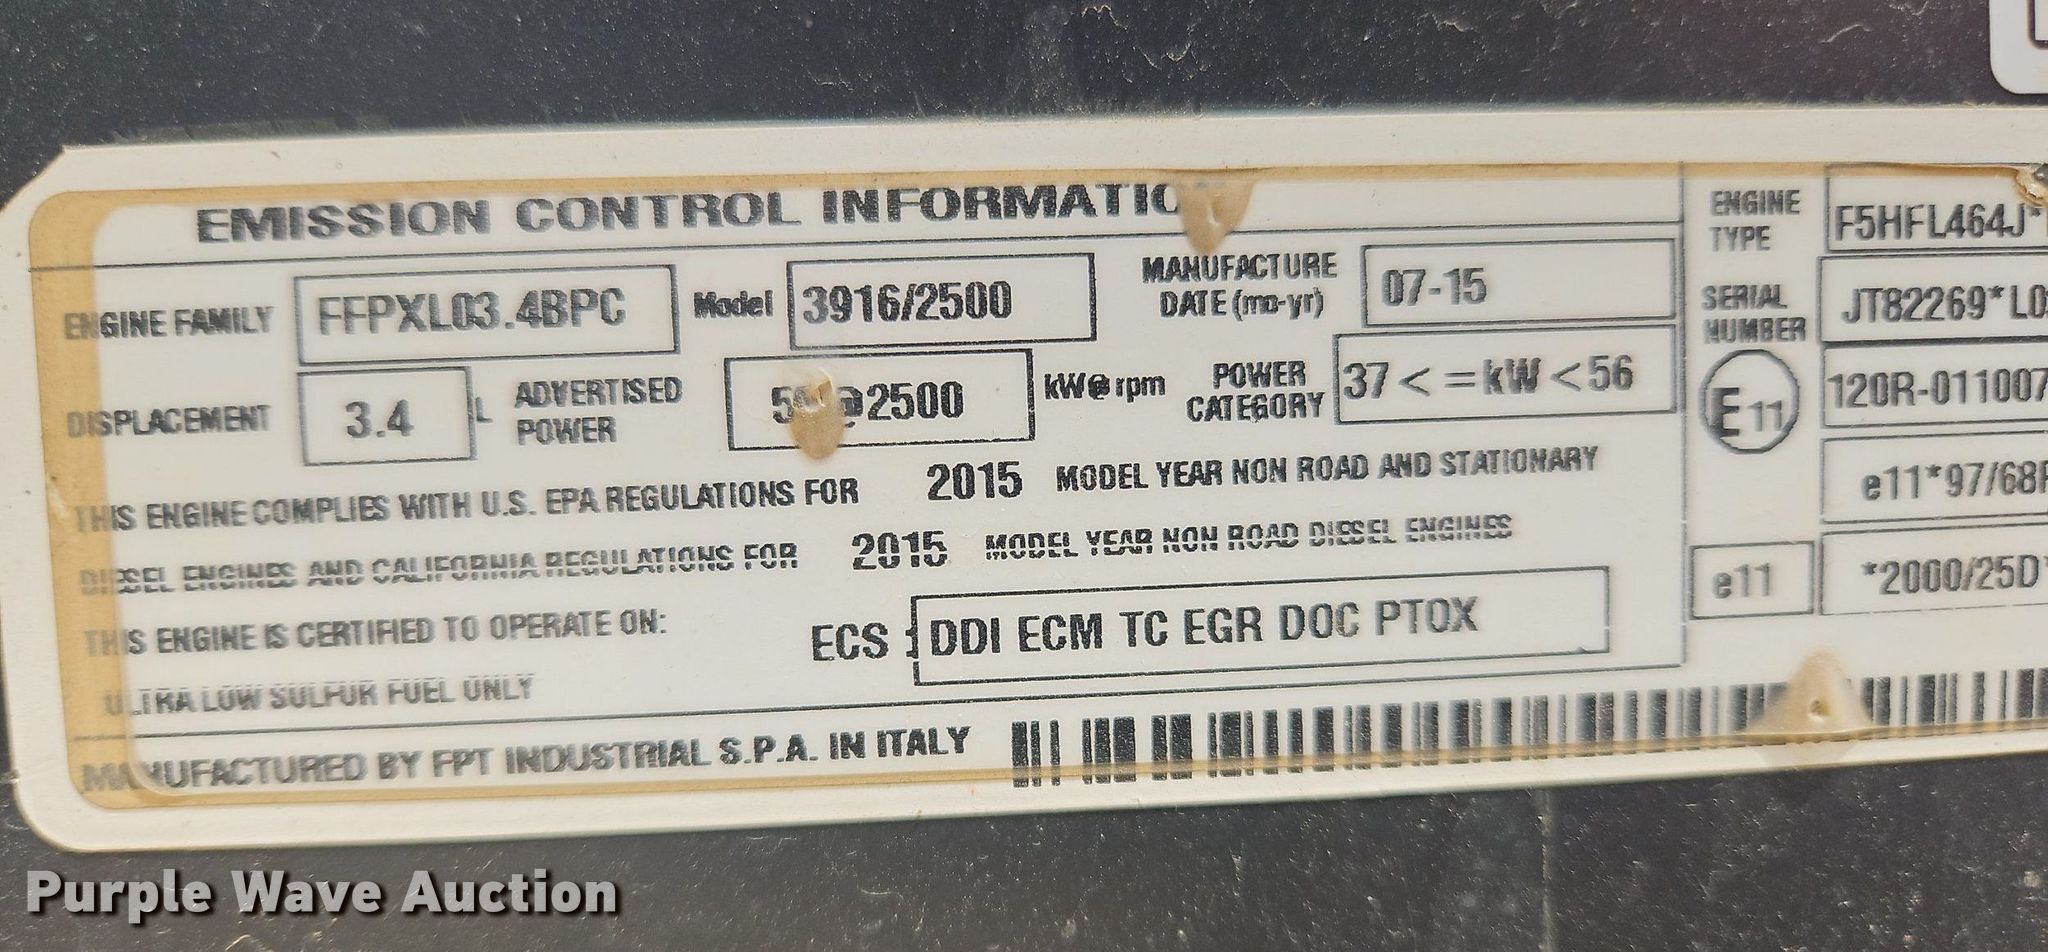 EMISSION CONTROL INFORMATIO
ENGINE FAMILY FFPXL03.4BPC Model 3916/2500 MANUFACTURE DATE (mo-yr) 07-15
DISPLACEMENT 3.4 L ADVERTISED POWER @2500 kW@rpm POWER CATEGORY 37 < =kW < 56
THIS ENGINE COMPLIES WITH U.S. EPA REGULATIONS FOR 2015 MODEL YEAR NON ROAD AND STATIONARY
DIESEL ENGINES AND CALIFORNIA REGULATIONS FOR 2015 MODEL YEAR NON ROAD DIESEL ENGINES
THIS ENGINE IS CERTIFIED TO OPERATE ON:
ULTRA LOW SULFUR FUEL ONLY
ECS : DDI ECM TC EGR DOC PTOX
MANUFACTURED BY FPT INDUSTRIAL S.P.A. IN ITALY
ENGINE TYPE F5HFL464J*
SERIAL NUMBER JT82269*L0
E11 120R-011007
e11*97/68
e11 *2000/25D*
Purple Wave Auction